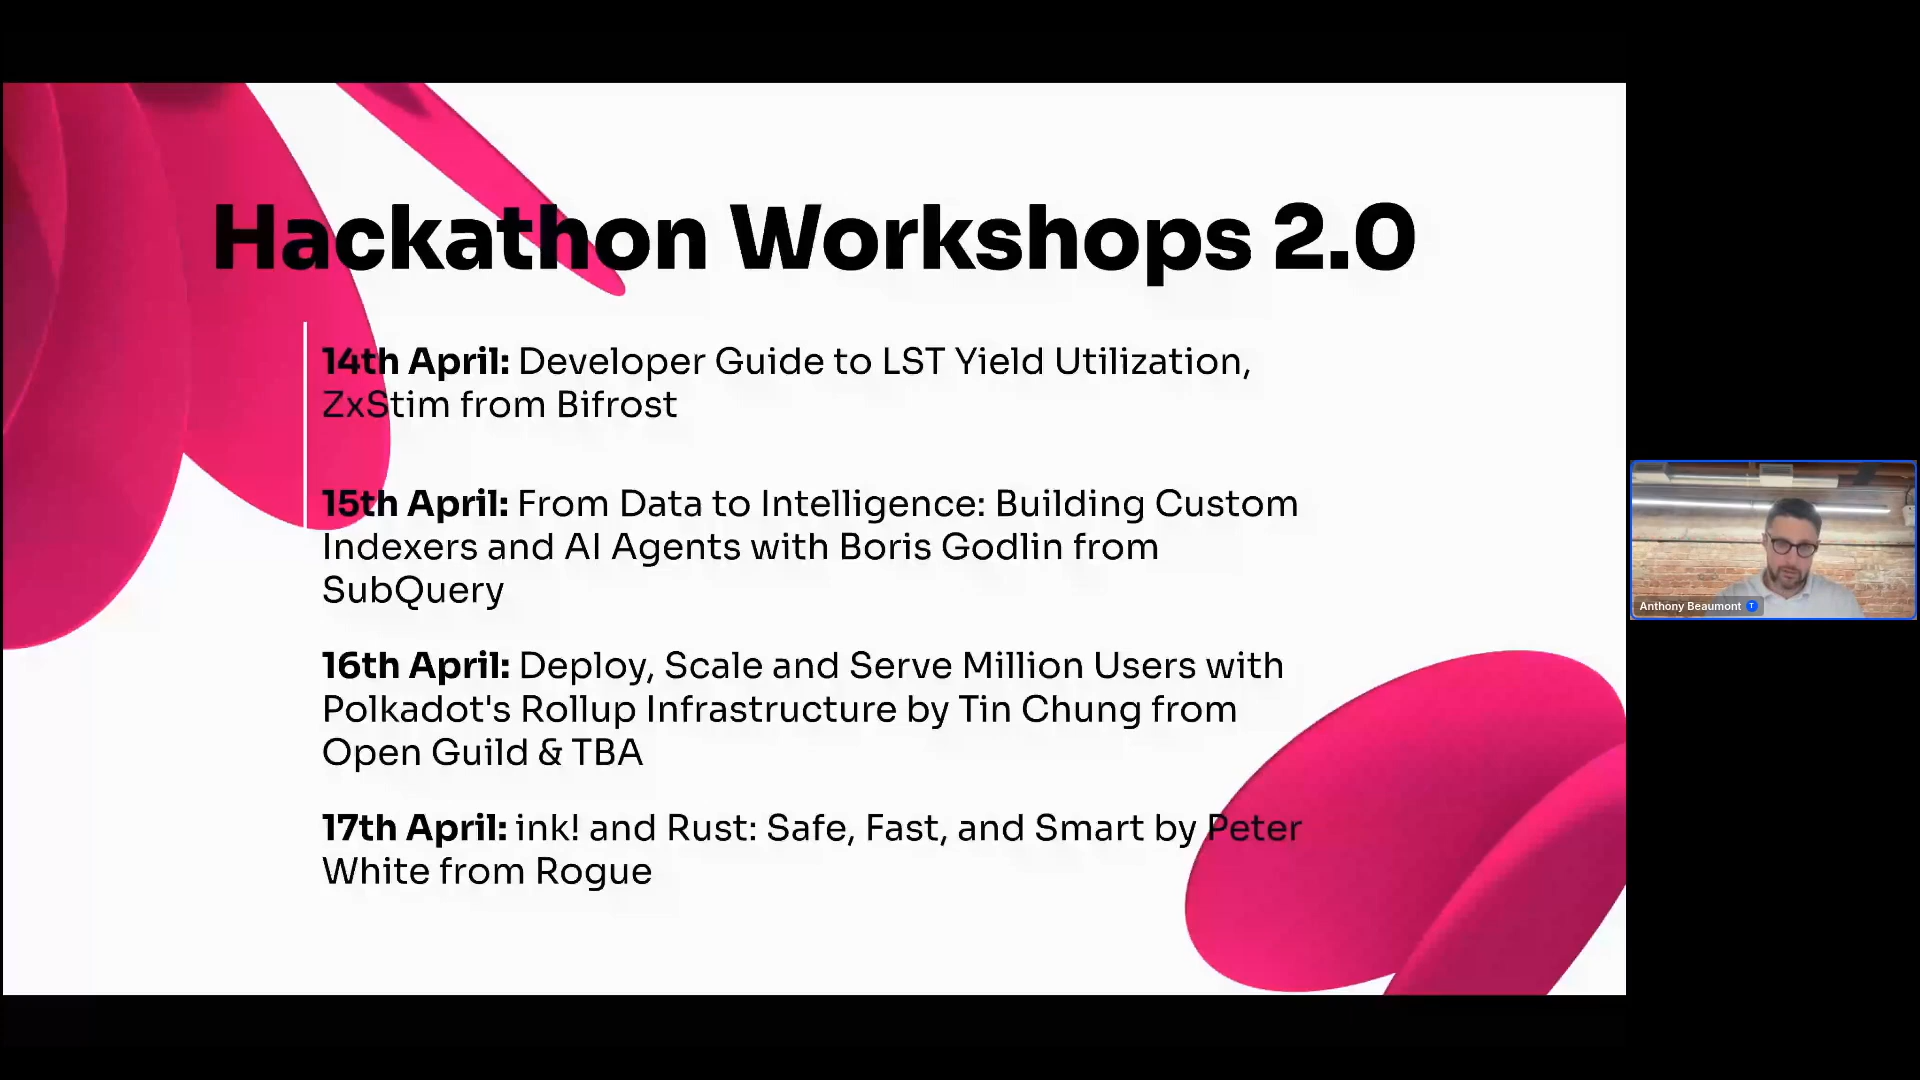 Hackathon Workshops 2.0
14th April: Developer Guide to LST Yield Utilization,
ZxStim from Bifrost
15th April: From Data to Intelligence: Building Custom
Indexers and AI Agents with Boris Godlin from
SubQuery
16th April: Deploy, Scale and Serve Million Users with
Polkadot's Rollup Infrastructure by Tin Chung from
Open Guild & TBA
17th April: ink! and Rust: Safe, Fast, and Smart by Peter
White from Rogue
Anthony Beaumont T